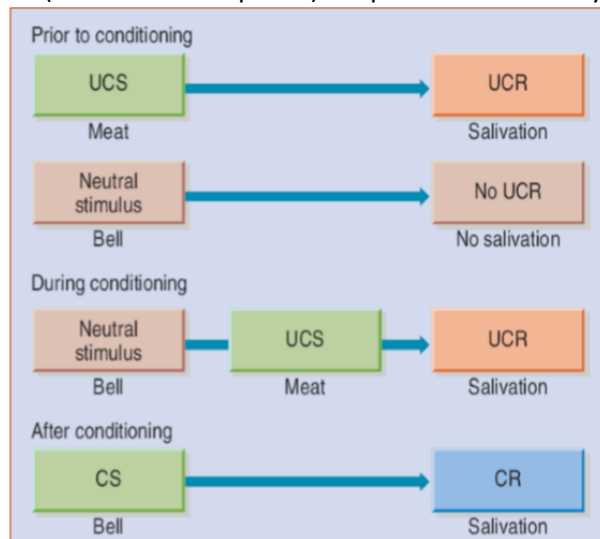 Prior to conditioning
UCS
UCR
Meat
Salivation
Neutral
stimulus
No UCR
Bell
No salivation
During conditioning
Neutral
stimulus
UCS
UCR
Bell
Meat
Salivation
After conditioning
CS
CR
Bell
Salivation